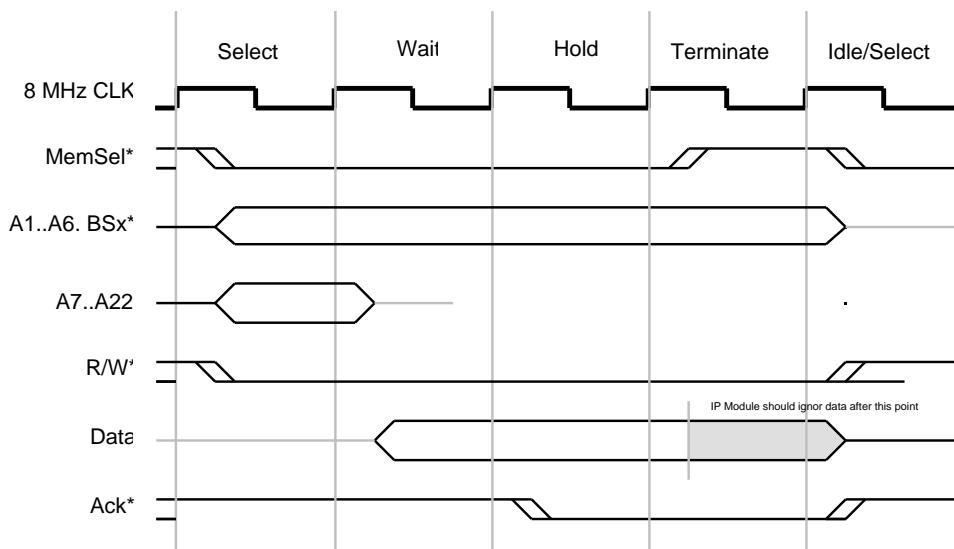 Select Wait Hold Terminate Idle/Select
8 MHz CLK
MemSel*
A1..A6. BSx*
A7..A22
R/W*
IP Module should ignor data after this point
Data
Ack*